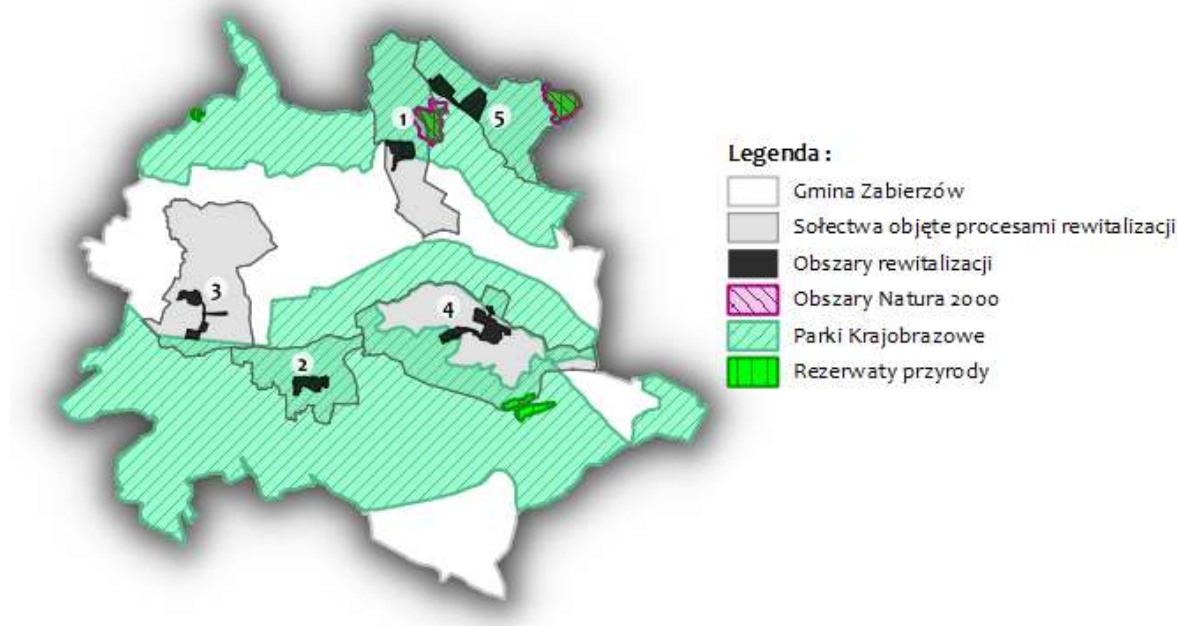 1
5
3
4
2
Legenda :
Gmina Zabierzów
Sołectwa objęte procesami rewitalizacji
Obszary rewitalizacji
Obszary Natura 2000
Parki Krajobrazowe
Rezerwaty przyrody